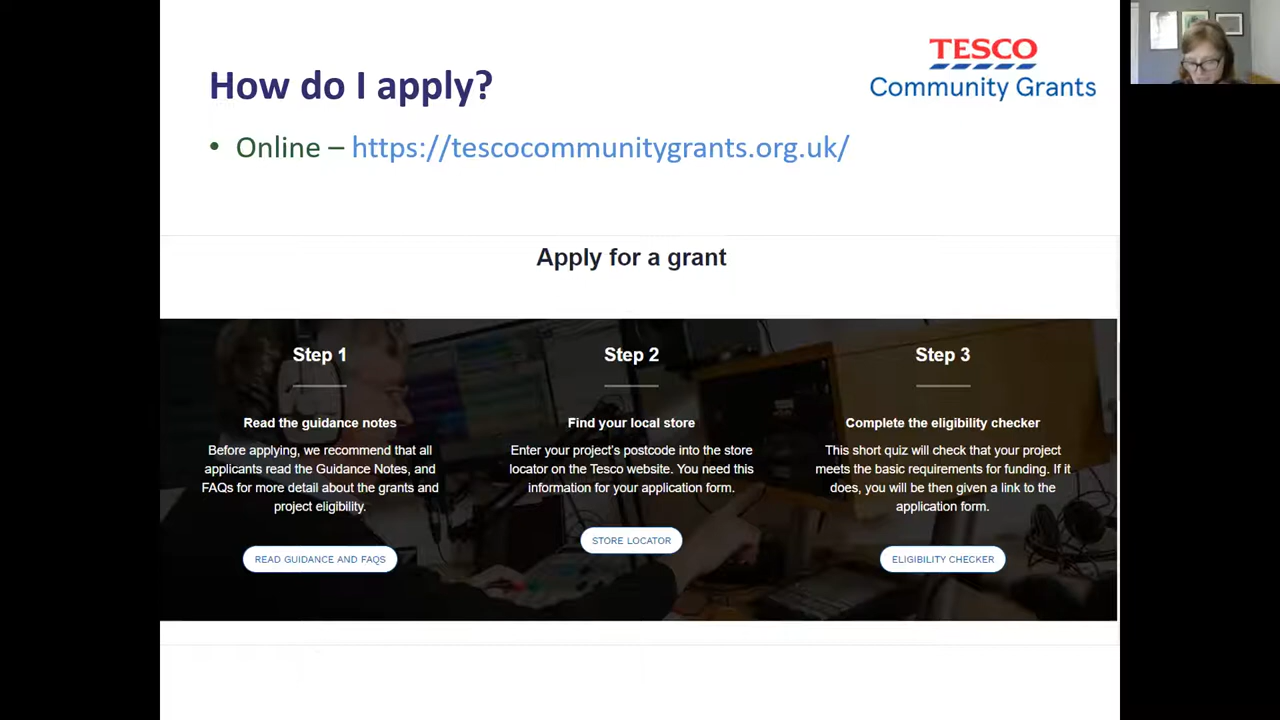 How do I apply?
TESCO
Community Grants
• Online – https://tescocommunitygrants.org.uk/
Apply for a grant
Step 1
Read the guidance notes
Before applying, we recommend that all
applicants read the Guidance Notes, and
FAQs for more detail about the grants and
project eligibility.
READ GUIDANCE AND FAQS
Step 2
Find your local store
Enter your project's postcode into the store
locator on the Tesco website. You need this
information for your application form.
STORE LOCATOR
Step 3
Complete the eligibility checker
This short quiz will check that your project
meets the basic requirements for funding. If it
does, you will be then given a link to the
application form.
ELIGIBILITY CHECKER